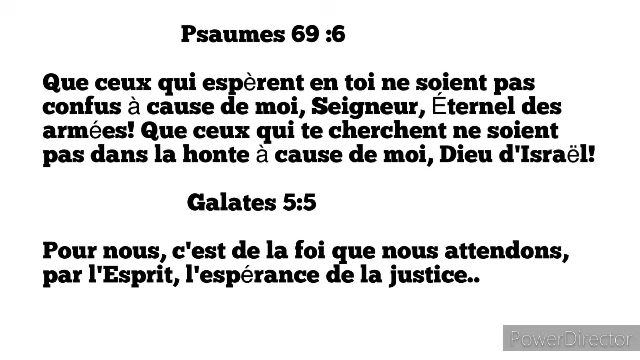 Psaumes 69 :6
Que ceux qui espèrent en toi ne soient pas
confus à cause de moi, Seigneur, Éternel des
armées! Que ceux qui te cherchent ne soient
pas dans la honte à cause de moi, Dieu d'Israël!
Galates 5:5
Pour nous, c'est de la foi que nous attendons,
par l'Esprit, l'espérance de la justice..
PowerDirector